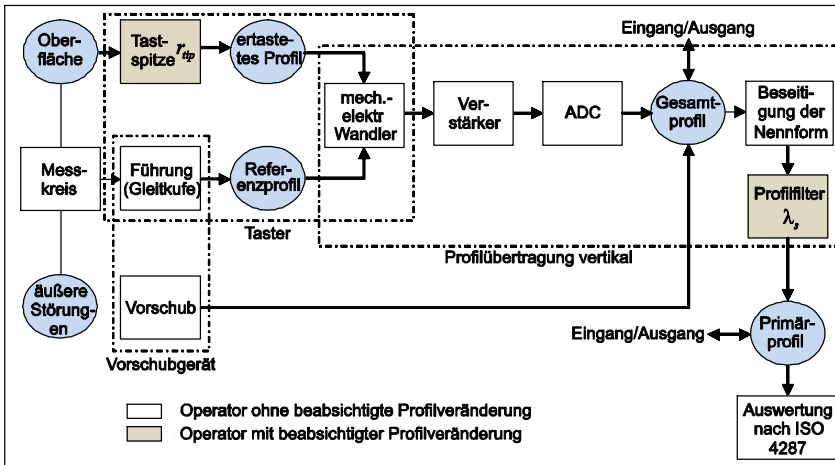 Ober-
fläche
Tast-
spitze r_tip
ertaste-
tes Profil
Eingang/Ausgang
mech.-
elektr
Wandler
Ver-
stärker
ADC
Gesamt-
profil
Beseiti-
gung der
Nennform
Mess-
kreis
Führung
(Gleitkufe)
Refer-
enzprofil
Taster
Profilfilter
λs
Profilübertragung vertikal
äußere
Störung-
en
Vorschub
Vorschubgerät
Eingang/Ausgang
Primär-
profil
Operator ohne beabsichtigte Profilveränderung
Operator mit beabsichtigter Profilveränderung
Auswertung
nach ISO
4287